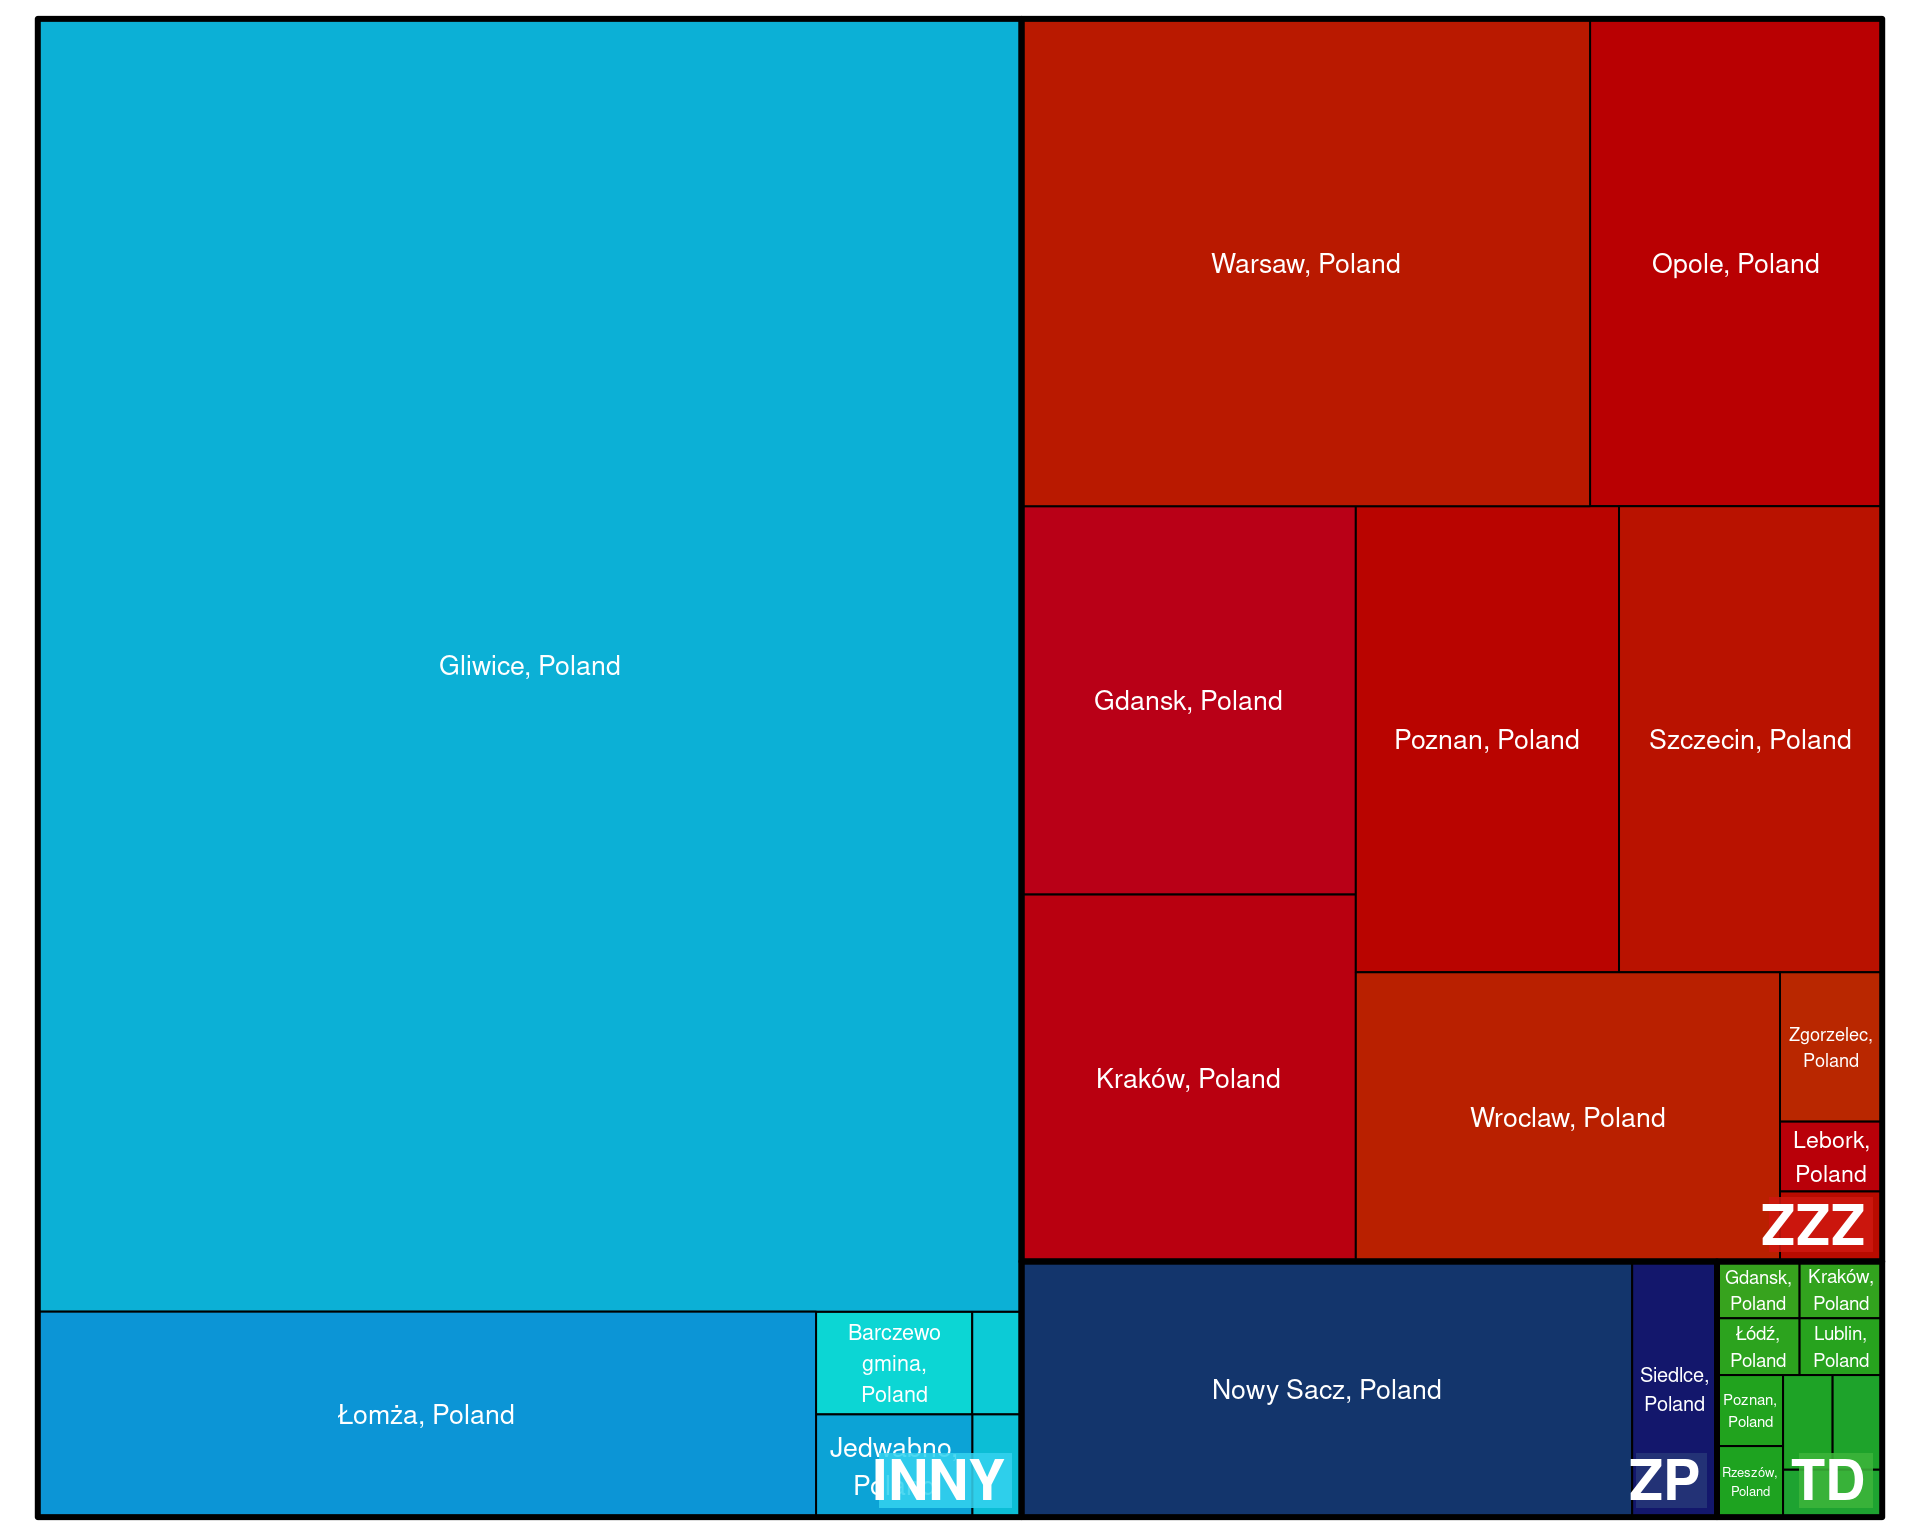 Gliwice, Poland
Łomża, Poland
Barczewo
gmina,
Poland
Jedwabno,
INNY
Warsaw, Poland
Opole, Poland
Gdansk, Poland
Poznan, Poland
Szczecin, Poland
Kraków, Poland
Wroclaw, Poland
Zgorzelec,
Poland
Lebork,
Poland
ZZZ
Nowy Sacz, Poland
Siedlce,
Poland
ZP
Gdansk,
Poland
Kraków,
Poland
Łódź,
Poland
Lublin,
Poland
Poznan,
Poland
Rzeszów,
Poland
TD